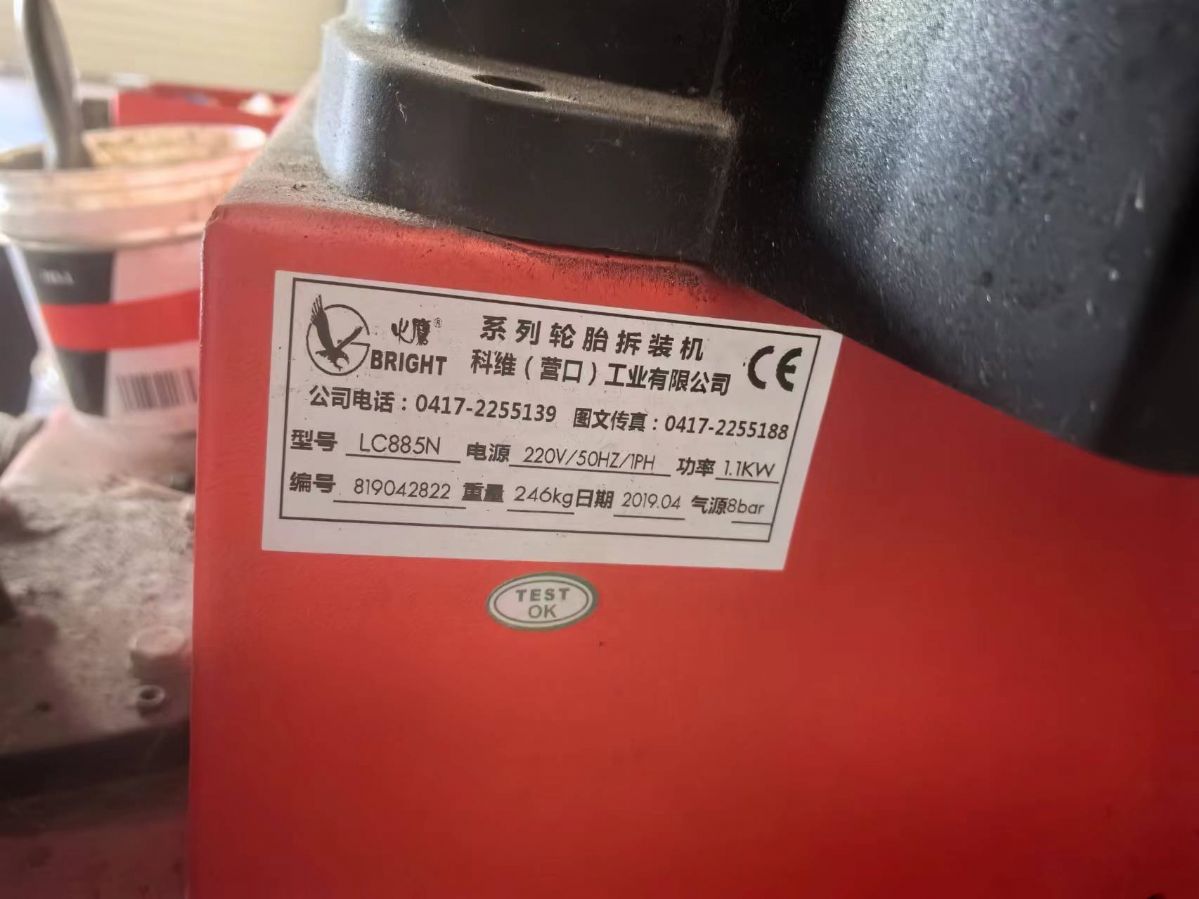 火鹰® 系列轮胎拆装机 CE
BRIGHT 科维（营口）工业有限公司
公司电话：0417-2255139 图文传真：0417-2255188
型号 LC885N 电源 220V/50HZ/1PH 功率 1.1KW
编号 819042822 重量 246kg 日期 2019.04 气源 8bar
TEST
OK